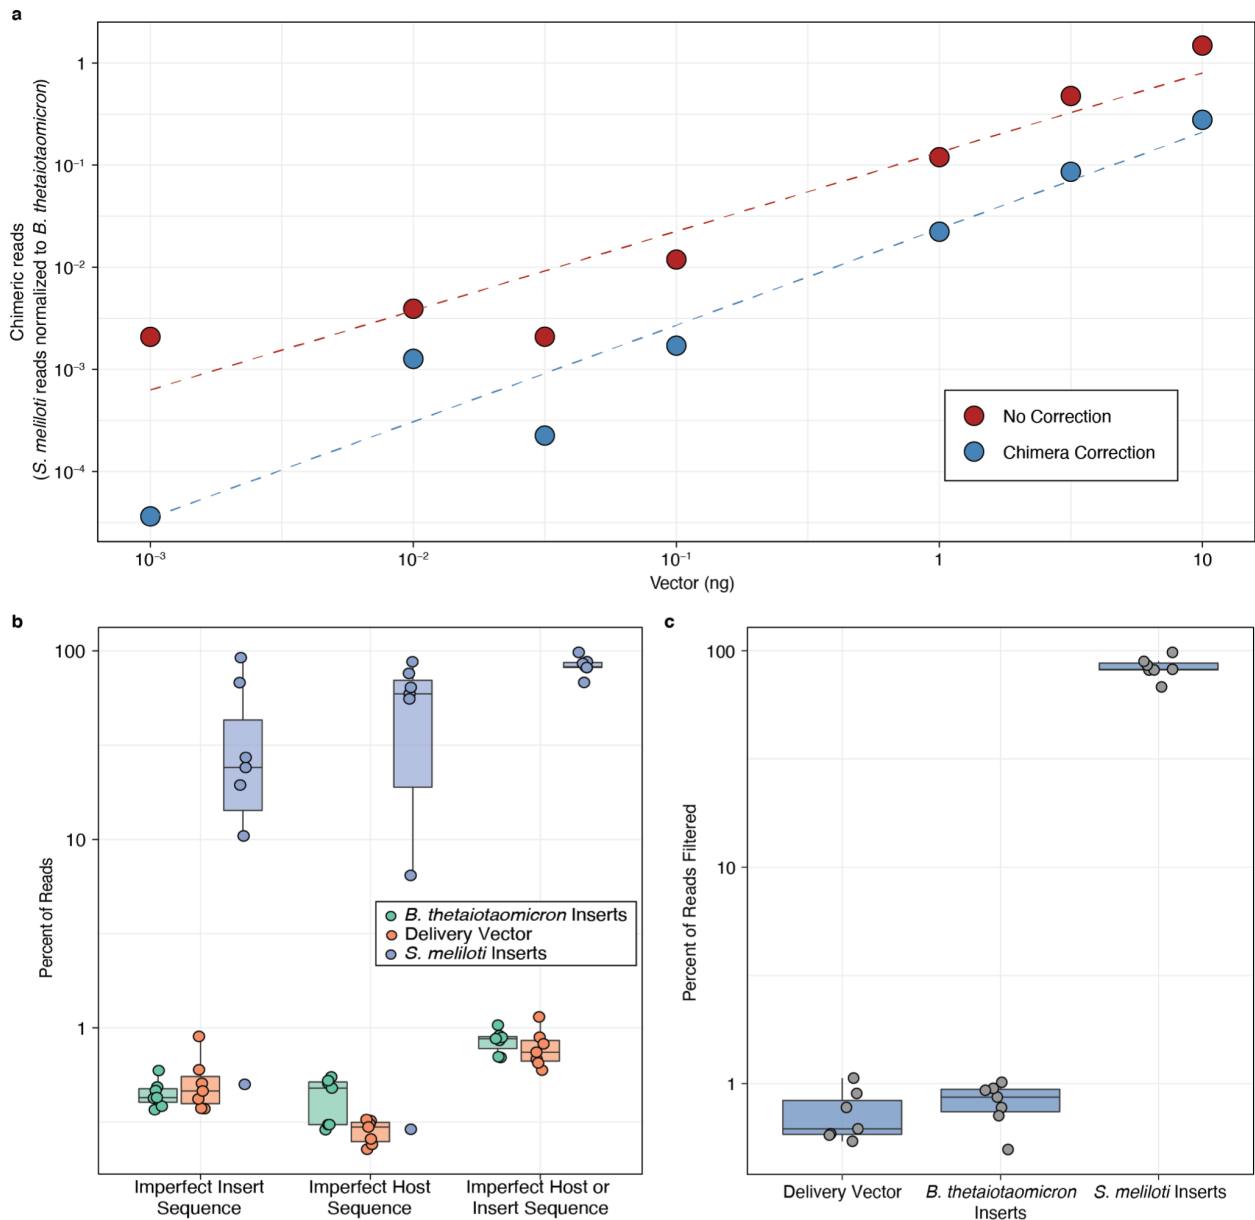 a
Chimeric reads
(S. meliloti reads normalized to B. thetaiotaomicron)
1
10⁻¹
10⁻²
10⁻³
10⁻⁴
No Correction
Chimera Correction
10⁻³
10⁻²
10⁻¹
1
10
Vector (ng)
b
Percent of Reads
100
10
1
B. thetaiotaomicron Inserts
Delivery Vector
S. meliloti Inserts
Imperfect Insert
Sequence
Imperfect Host
Sequence
Imperfect Host or
Insert Sequence
c
Percent of Reads Filtered
100
10
1
Delivery Vector
B. thetaiotaomicron
Inserts
S. meliloti Inserts